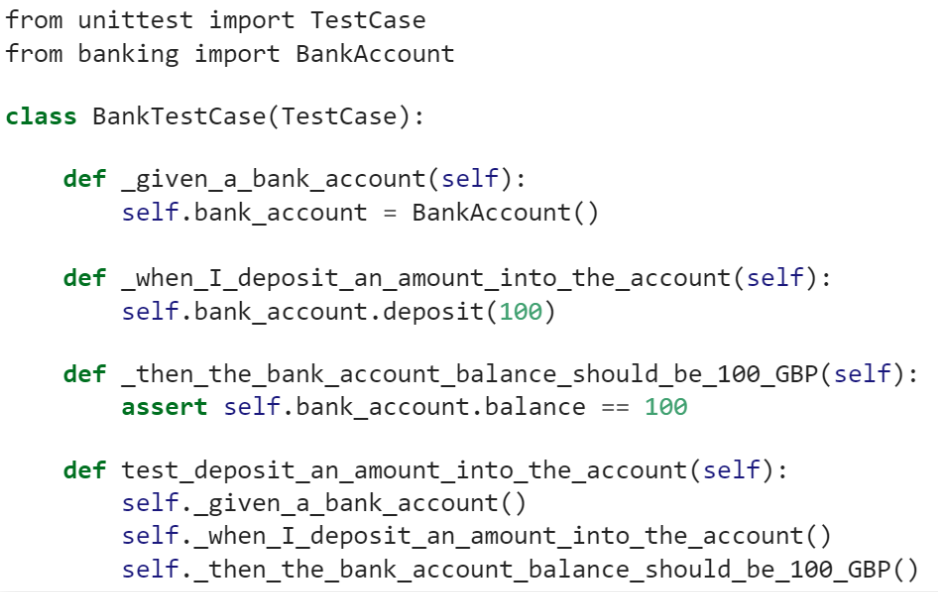 from unittest import TestCase
from banking import BankAccount
class BankTestCase(TestCase):
def _given_a_bank_account(self):
self.bank_account = BankAccount()
def _when_I_deposit_an_amount_into_the_account(self):
self.bank_account.deposit(100)
def _then_the_bank_account_balance_should_be_100_GBP(self):
assert self.bank_account.balance == 100
def test_deposit_an_amount_into_the_account(self):
self._given_a_bank_account()
self._when_I_deposit_an_amount_into_the_account()
self._then_the_bank_account_balance_should_be_100_GBP()